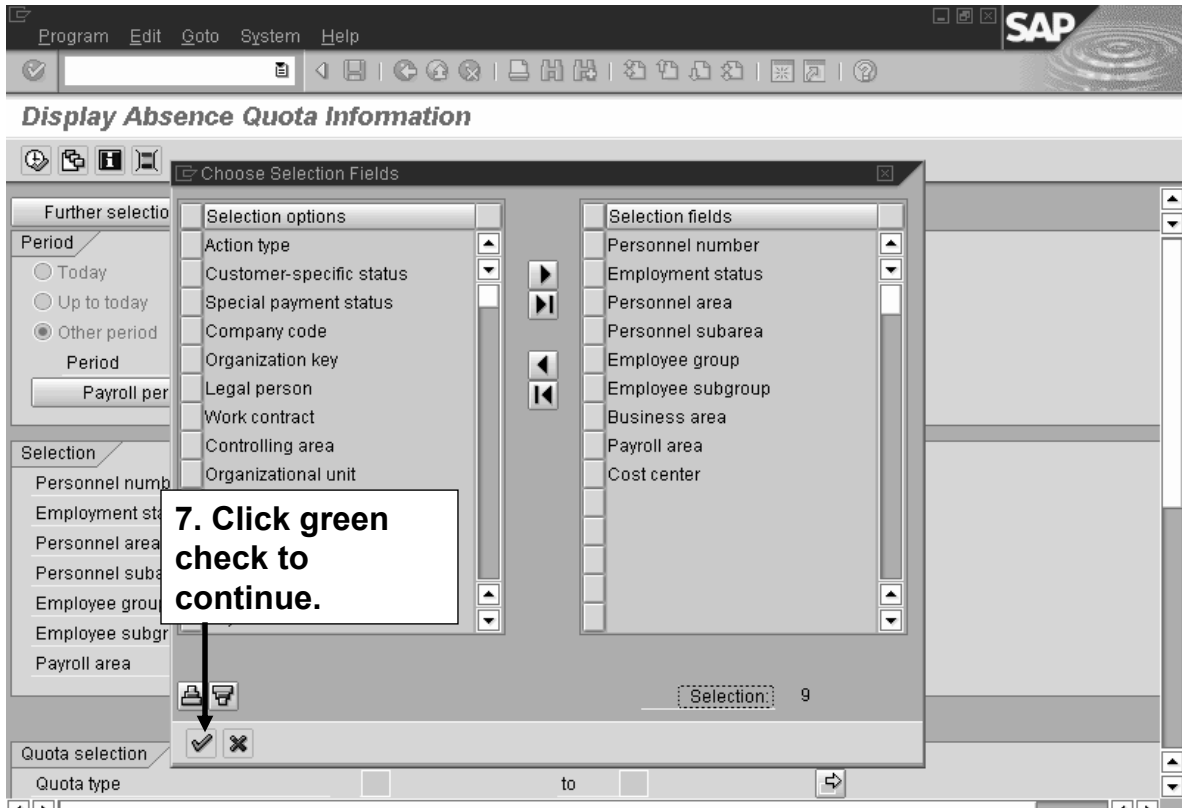 Program Edit Goto System Help
SAP
Display Absence Quota Information
Choose Selection Fields
Further selectio
Selection options
Selection fields
Period
Action type
Personnel number
Today
Customer-specific status
Employment status
Up to today
Special payment status
Personnel area
Other period
Company code
Personnel subarea
Period
Organization key
Employee group
Payroll per
Legal person
Employee subgroup
Work contract
Business area
Selection
Controlling area
Payroll area
Personnel numb
Organizational unit
Cost center
Employment sta
Personnel area
Personnel suba
Employee group
Employee subgr
Payroll area
7. Click green
check to
continue.
Selection: 9
Quota selection
Quota type to